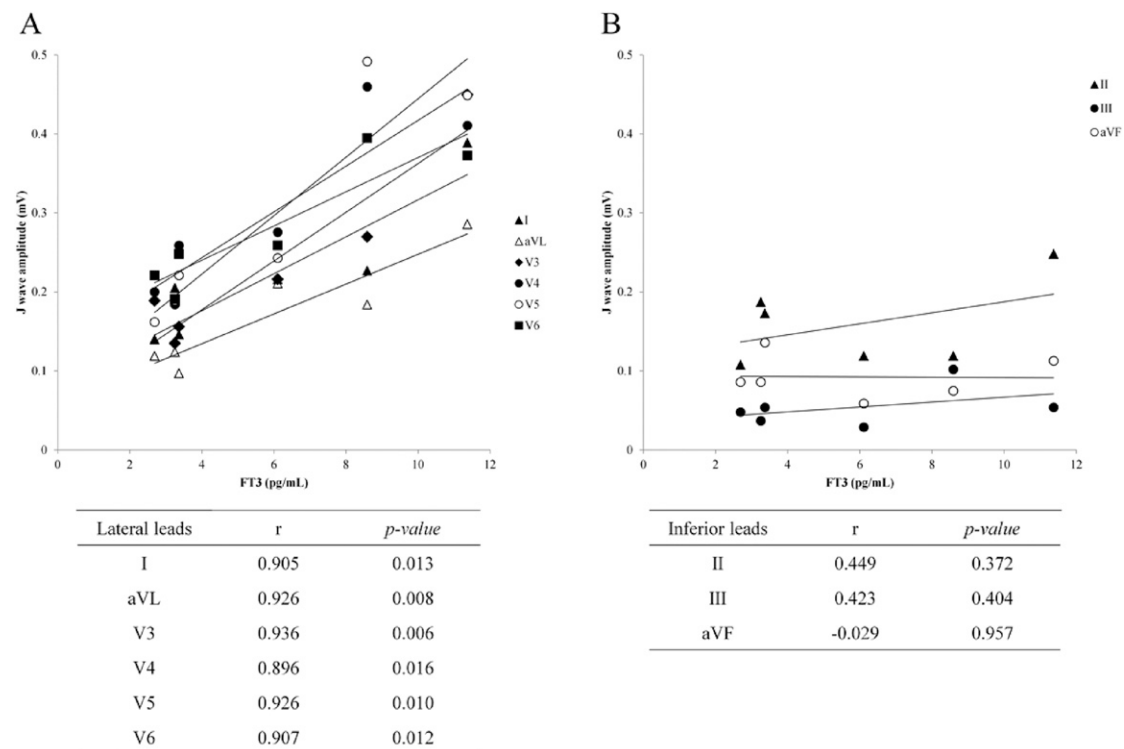 A
0.5
0.4
0.3
0.2
0.1
0
J wave amplitude (mV)
0 2 4 6 8 10 12
FT3 (pg/mL)
I
aVL
V3
V4
V5
V6
Lateral leads r p-value
I 0.905 0.013
aVL 0.926 0.008
V3 0.936 0.006
V4 0.896 0.016
V5 0.926 0.010
V6 0.907 0.012
B
0.5
0.4
0.3
0.2
0.1
0
J wave amplitude (mV)
0 2 4 6 8 10 12
FT3 (pg/mL)
II
III
aVF
Inferior leads r p-value
II 0.449 0.372
III 0.423 0.404
aVF -0.029 0.957